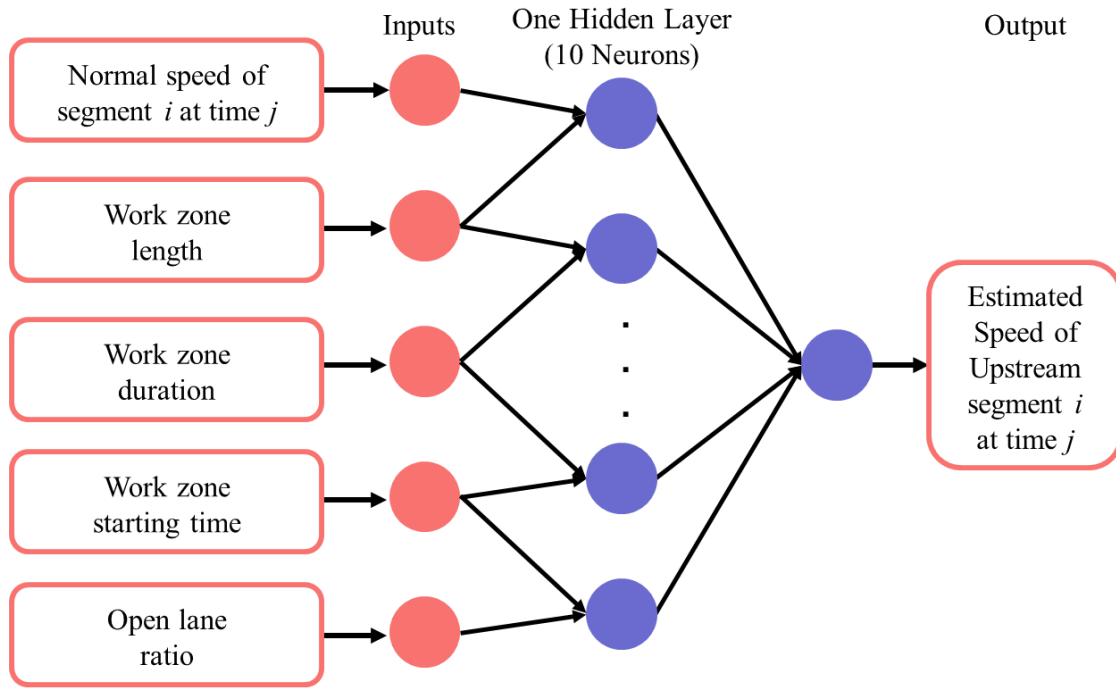 Inputs
One Hidden Layer
(10 Neurons)
Output
Normal speed of
segment i at time j
Work zone
length
Work zone
duration
Work zone
starting time
Open lane
ratio
Estimated
Speed of
Upstream
segment i
at time j